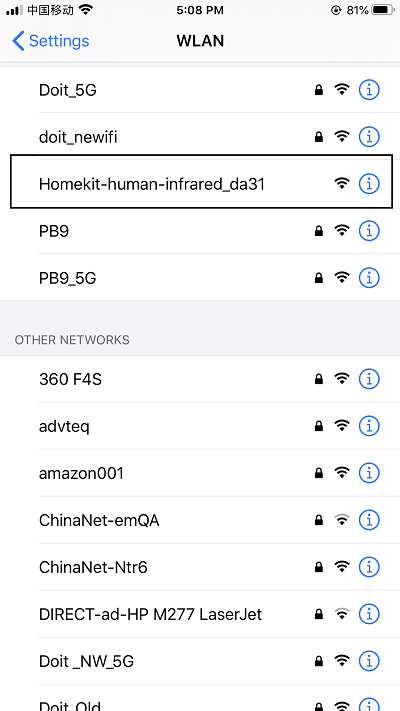 中国移动 5:08 PM 81%
Settings WLAN
Doit_5G
doit_newifi
Homekit-human-infrared_da31
PB9
PB9_5G
OTHER NETWORKS
360 F4S
advteq
amazon001
ChinaNet-emQA
ChinaNet-Ntr6
DIRECT-ad-HP M277 LaserJet
Doit _NW_5G
Doit_Old